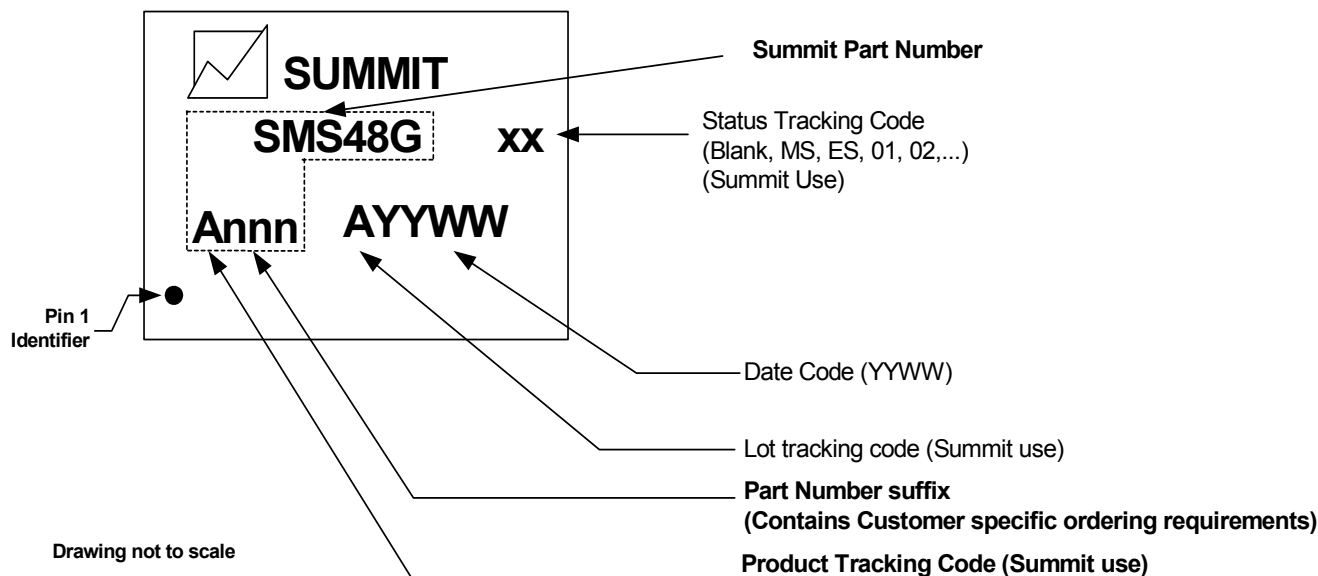 Summit Part Number
SUMMIT
SMS48G
xx
Status Tracking Code
(Blank, MS, ES, 01, 02,...)
(Summit Use)
Annn
AYYWW
Pin 1
Identifier
Date Code (YYWW)
Lot tracking code (Summit use)
Part Number suffix
(Contains Customer specific ordering requirements)
Drawing not to scale
Product Tracking Code (Summit use)